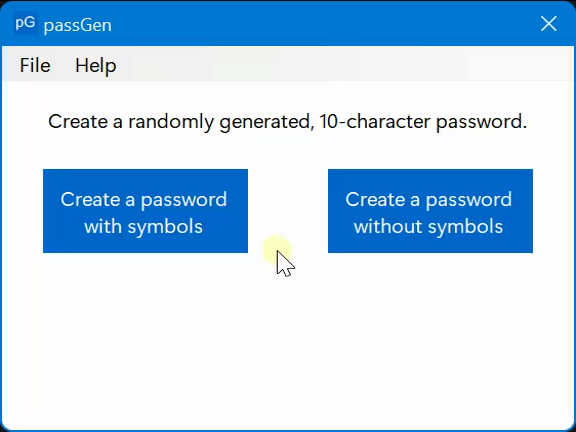 pG passGen
File Help
Create a randomly generated, 10-character password.
Create a password
with symbols
Create a password
without symbols